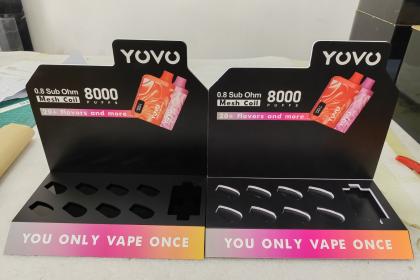 YOVO
0.8 Sub Ohm
Mesh Coil
8000
PUFFS
20+ flavors and more...
YOU ONLY VAPE ONCE
YOVO
0.8 Sub Ohm
Mesh Coil
8000
PUFFS
20+ flavors and more...
YOU ONLY VAPE ONCE